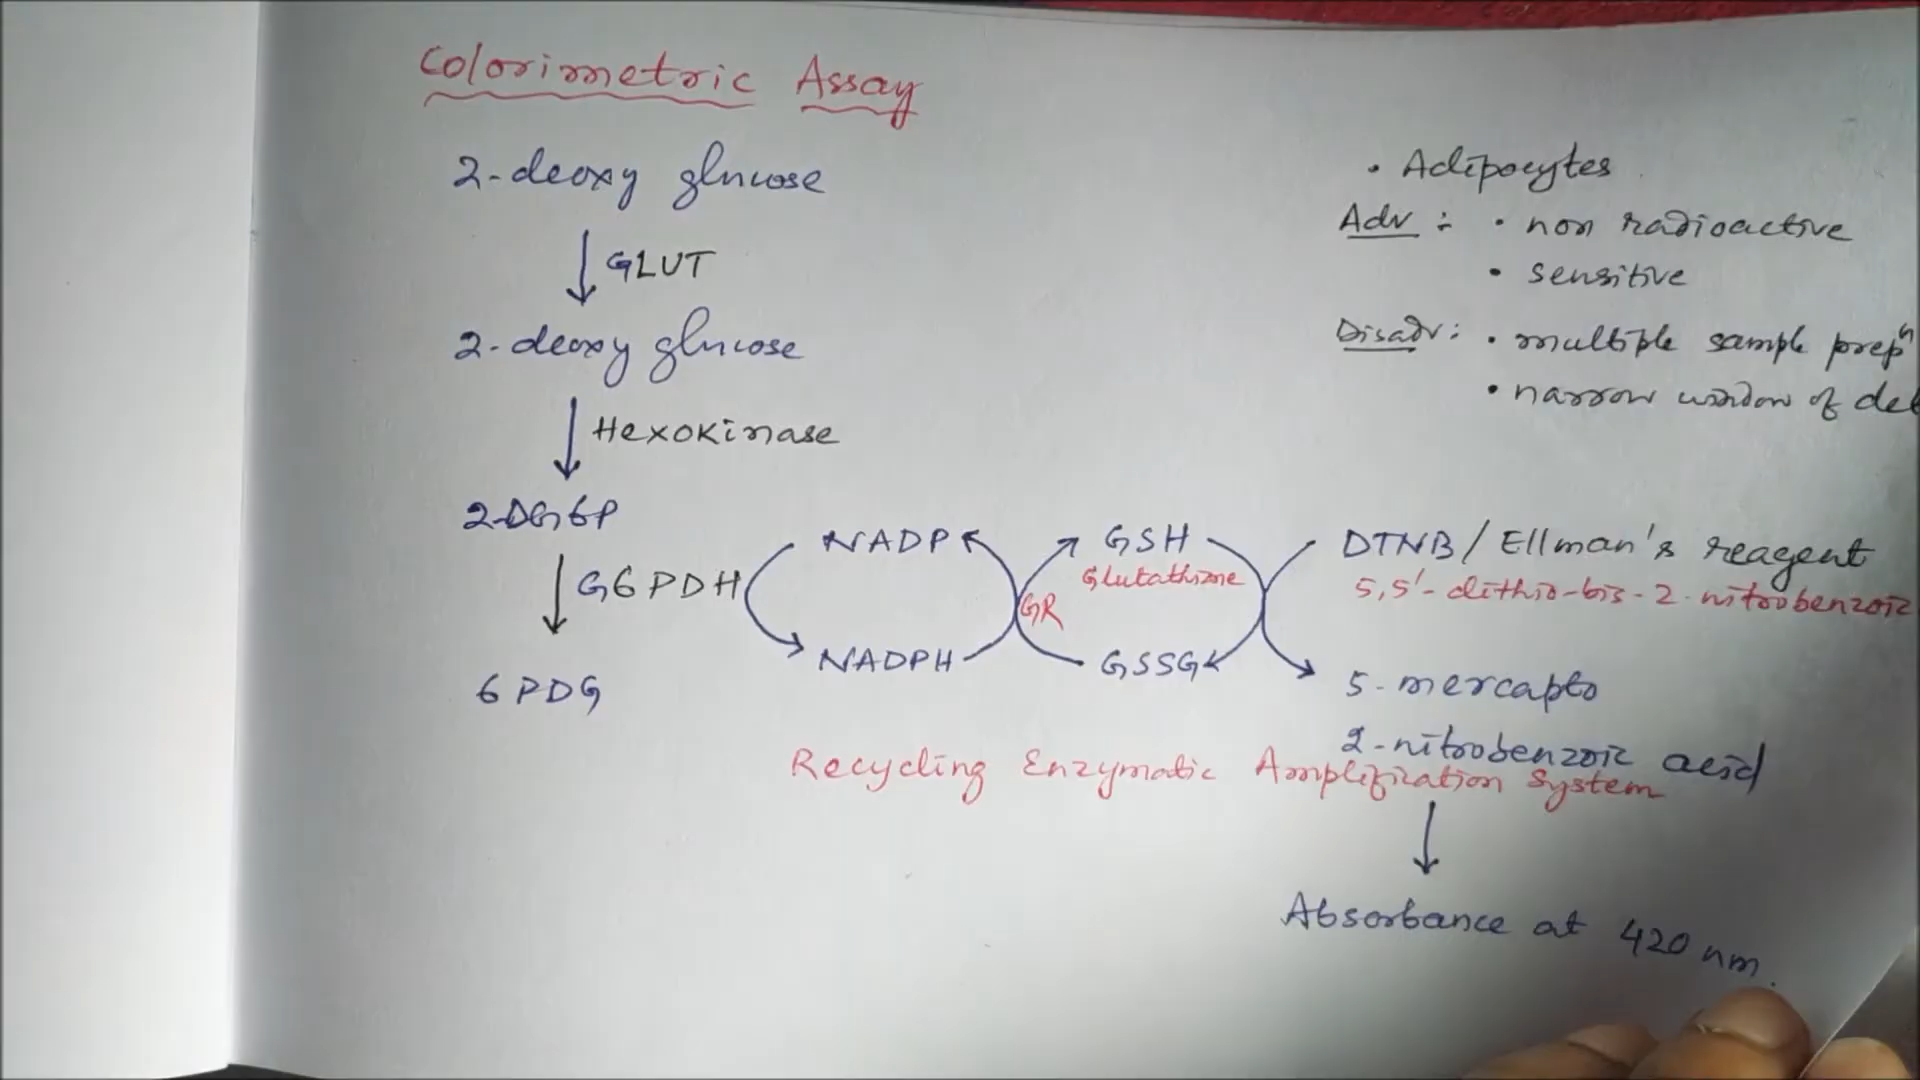 Colorimetric Assay
2-deoxy glucose
GLUT
2-deoxy glucose
Hexokinase
2-DG6P
G6PDH
6PDG
NADP
NADPH
GR
GSH
Glutathione
GSSG
DTNB / Ellman's reagent
5,5'-dithio-bis-2-nitrobenzoic
5-mercapto
2-nitrobenzoic acid
Recycling Enzymatic Amplification System
Absorbance at 420 nm.
• Adipocytes
Adv : • non radioactive
• sensitive
Disadv : • multiple sample prepⁿ
• narrow window of det